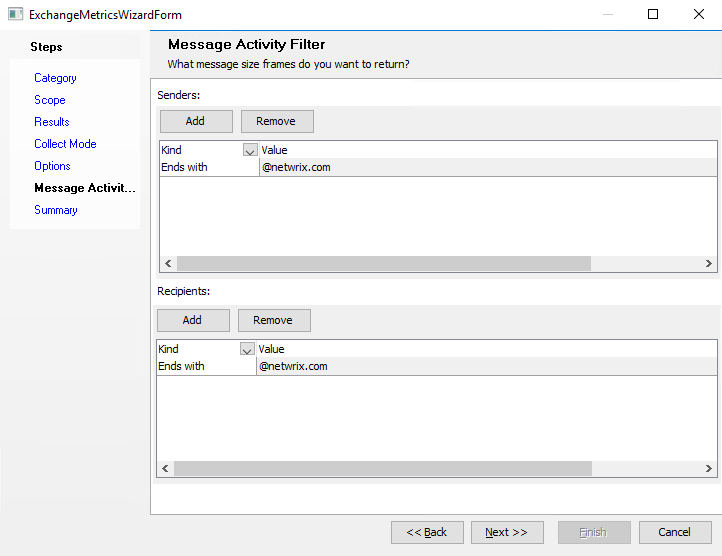 ExchangeMetricsWizardForm
Steps
Category
Scope
Results
Collect Mode
Options
Message Activit...
Summary
Message Activity Filter
What message size frames do you want to return?
Senders:
Add Remove
Kind Value
Ends with @netwrix.com
Recipients:
Add Remove
Kind Value
Ends with @netwrix.com
<< Back Next >> Finish Cancel